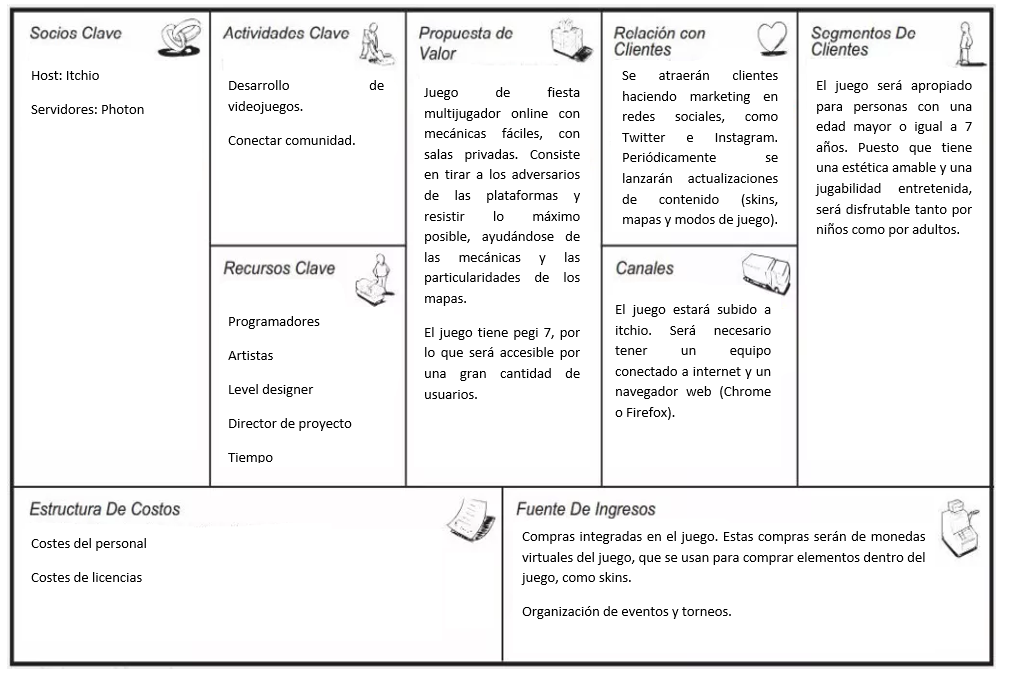 Socios Clave
Host: Itchio
Servidores: Photon
Actividades Clave
Desarrollo de
videojuegos.
Conectar comunidad.
Recursos Clave
Programadores
Artistas
Level designer
Director de proyecto
Tiempo
Propuesta de
Valor
Juego de fiesta
multijugador online con
mecánicas fáciles, con
salas privadas. Consiste
en tirar a los adversarios
de las plataformas y
resistir lo máximo
posible, ayudándose de
las mecánicas y las
particularidades de los
mapas.
El juego tiene pegi 7, por
lo que será accesible por
una gran cantidad de
usuarios.
Relación con
Clientes
Se atraerán clientes
haciendo marketing en
redes sociales, como
Twitter e Instagram.
Periódicamente se
lanzarán actualizaciones
de contenido (skins,
mapas y modos de juego).
Canales
El juego estará subido a
itchio. Será necesario
tener un equipo
conectado a internet y un
navegador web (Chrome
o Firefox).
Segmentos De
Clientes
El juego será apropiado
para personas con una
edad mayor o igual a 7
años. Puesto que tiene
una estética amable y una
jugabilidad entretenida,
será disfrutable tanto por
niños como por adultos.
Estructura De Costos
Costes del personal
Costes de licencias
Fuente De Ingresos
Compras integradas en el juego. Estas compras serán de monedas
virtuales del juego, que se usan para comprar elementos dentro del
juego, como skins.
Organización de eventos y torneos.